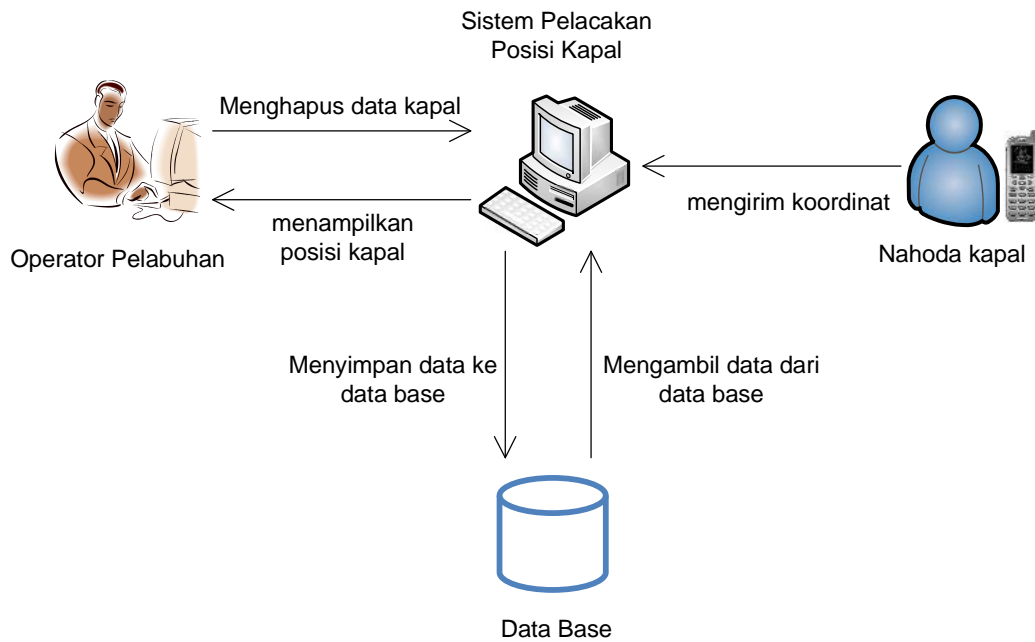 Sistem Pelacakan
Posisi Kapal
Menghapus data kapal
menampilkan
posisi kapal
mengirim koordinat
Operator Pelabuhan
Nahoda kapal
Menyimpan data ke
data base
Mengambil data dari
data base
Data Base